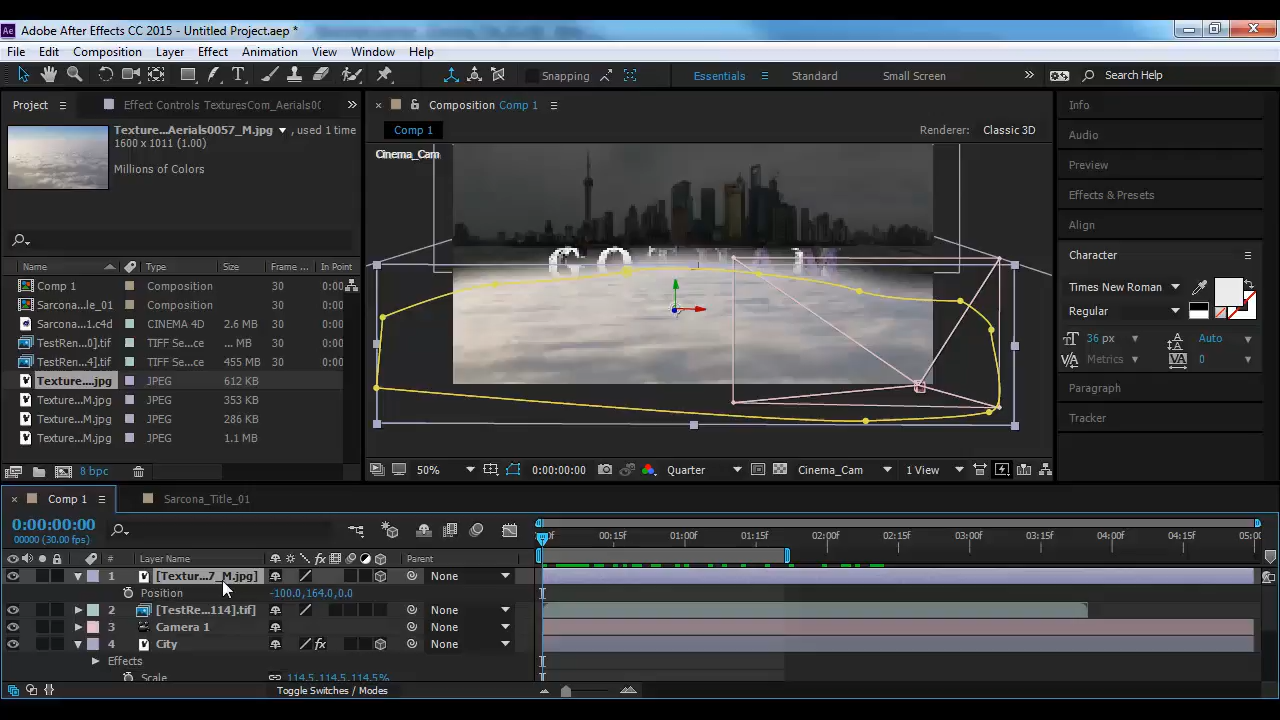 Adobe After Effects CC 2015 - Untitled Project.aep *
File Edit Composition Layer Effect Animation View Window Help
Snapping Essentials Standard Small Screen Search Help
Project Effect Controls TexturesCom_Aerials00 Composition Comp 1 Info
Texture...Aerials0057_M.jpg , used 1 time Comp 1 Renderer: Classic 3D Audio
1600 x 1011 (1.00)
Cinema_Cam
Millions of Colors Preview
Effects & Presets
Align
Character
Name Type Size Frame ... In Point
Comp 1 Composition 30 0:00 Times New Roman
Sarcona...le_01 Composition 30 0:00 Regular
Sarcona...1.c4d CINEMA 4D 2.6 MB 30 0:00
TestRen...0].tif TIFF Se...ce ... MB 30 0:00 36 px Auto
TestRen...4].tif TIFF Se...ce 455 MB 30 0:00 Metrics 0
Texture....jpg JPEG 612 KB
Texture...M.jpg JPEG 353 KB Paragraph
Texture...M.jpg JPEG 286 KB Tracker
Texture...M.jpg JPEG 1.1 MB
8 bpc 50% 0:00:00:00 Quarter Cinema_Cam 1 View
Comp 1 Sarcona_Title_01
0:00:00:00
00000 (30.00 fps) 00:15f 01:00f 01:15f 02:00f 02:15f 03:00f 03:15f 04:00f 04:15f 05:00
# Layer Name fx Parent
1 [Textur...7_M.jpg] None
Position -100.0,164.0,0.0
2 [TestRe...114].tif None
3 Camera 1 None
4 City fx None
Effects
Scale 114.5,114.5,114.5%
Toggle Switches / Modes